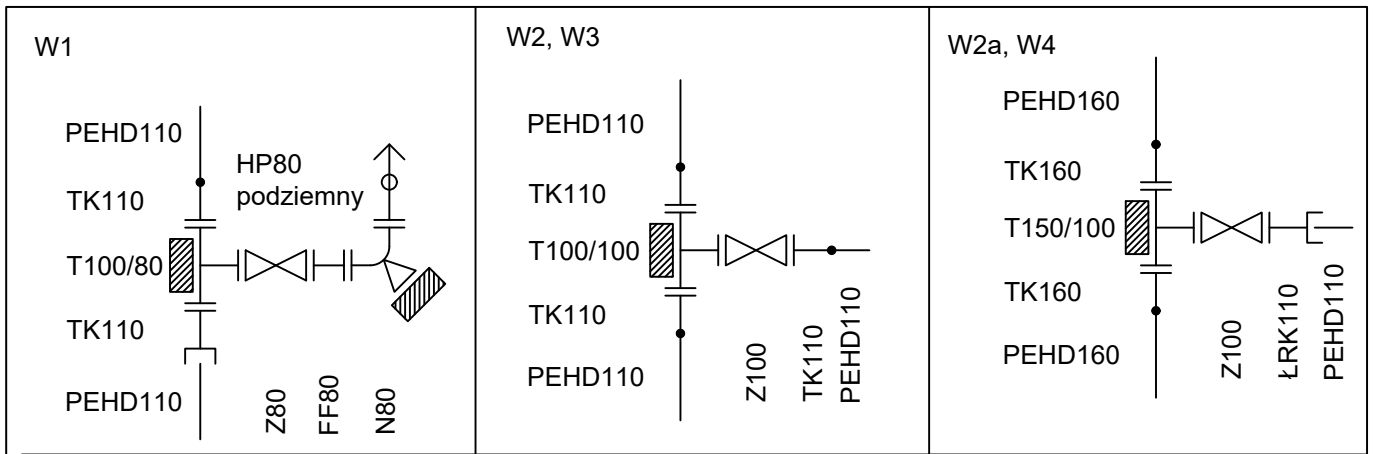 W1
PEHD110
HP80
podziemny
TK110
T100/80
TK110
PEHD110
Z80
FF80
N80
W2, W3
PEHD110
TK110
T100/100
TK110
PEHD110
Z100
TK110
PEHD110
W2a, W4
PEHD160
TK160
T150/100
TK160
PEHD160
Z100
ŁRK110
PEHD110